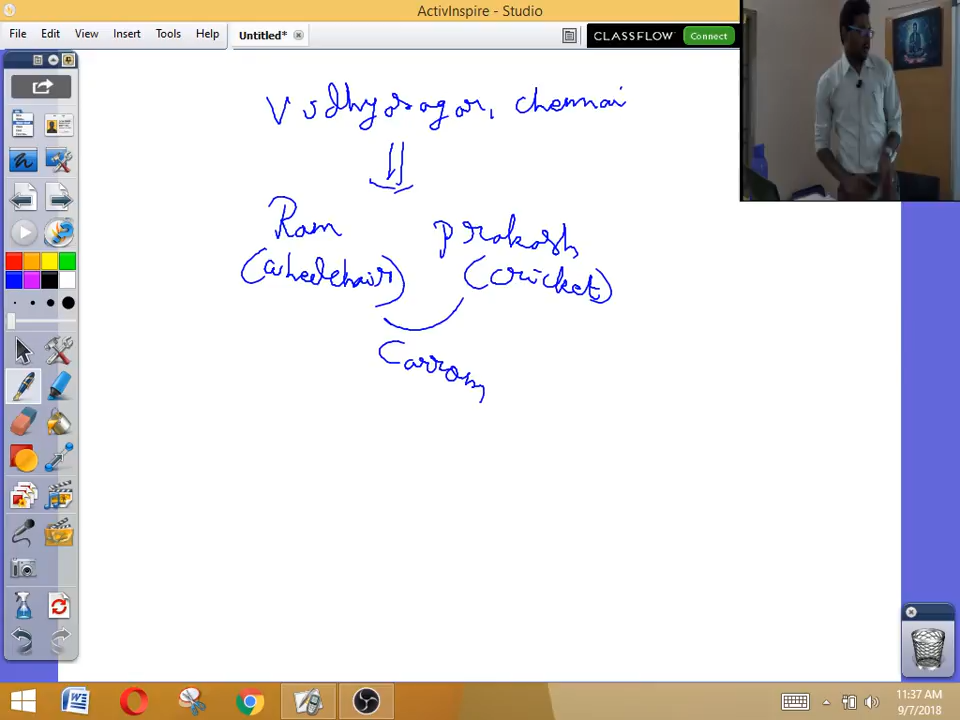 ActivInspire - Studio
File Edit View Insert Tools Help Untitled* CLASSFLOW Connect
Vidhyasagar, Chennai
Ram Prakash
(wheelchair) (cricket)
Carrom
11:37 AM
9/7/2018